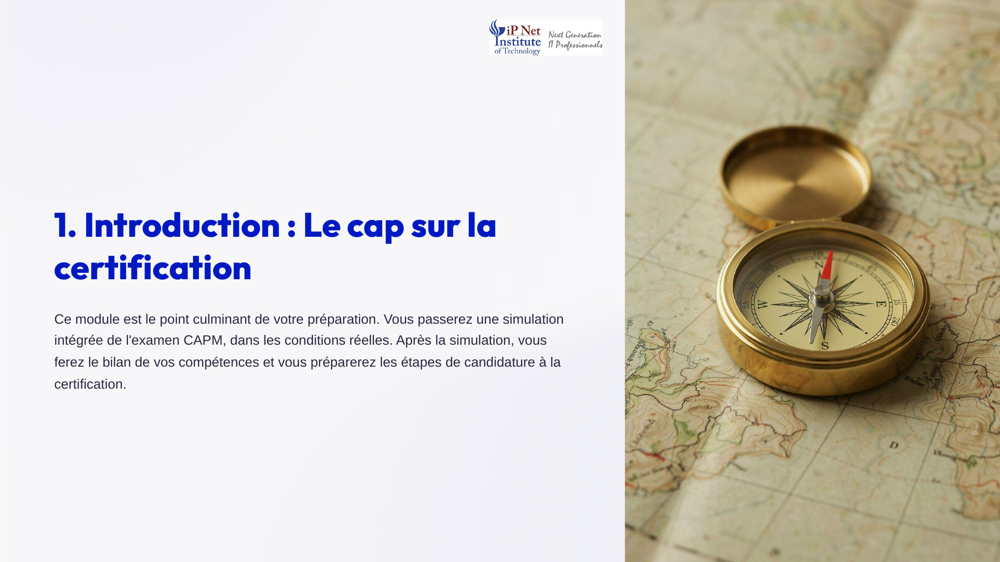 iP Net
Institute
of Technology
Next Generation
IT Professionnels
1. Introduction : Le cap sur la
certification
Ce module est le point culminant de votre préparation. Vous passerez une simulation
intégrée de l'examen CAPM, dans les conditions réelles. Après la simulation, vous
ferez le bilan de vos compétences et vous préparerez les étapes de candidature à la
certification.
N
W
E
S
D